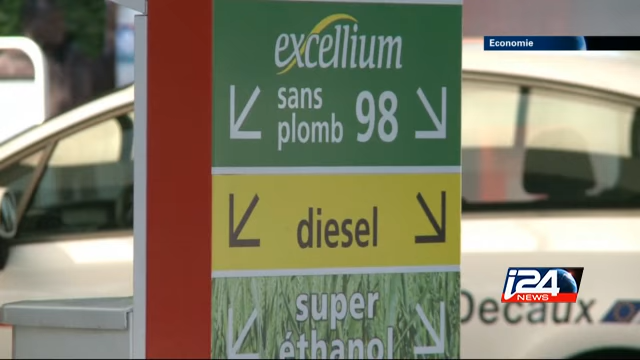 Economie
excellium
sans
plomb 98
diesel
super
éthanol
i24
NEWS
Decaux